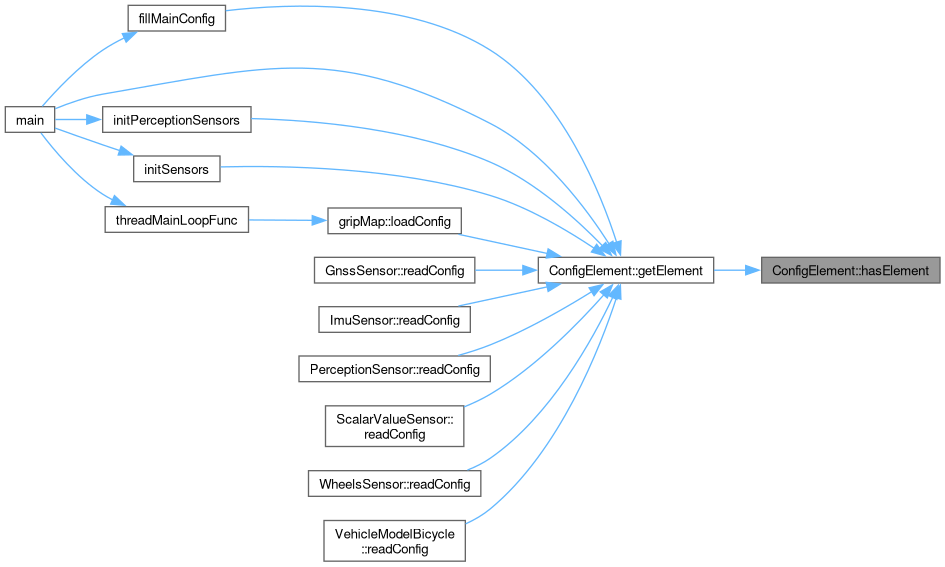 fillMainConfig
main
initPerceptionSensors
initSensors
threadMainLoopFunc
gripMap::loadConfig
GnssSensor::readConfig
ConfigElement::getElement
ConfigElement::hasElement
ImuSensor::readConfig
PerceptionSensor::readConfig
ScalarValueSensor::
readConfig
WheelsSensor::readConfig
VehicleModelBicycle
::readConfig